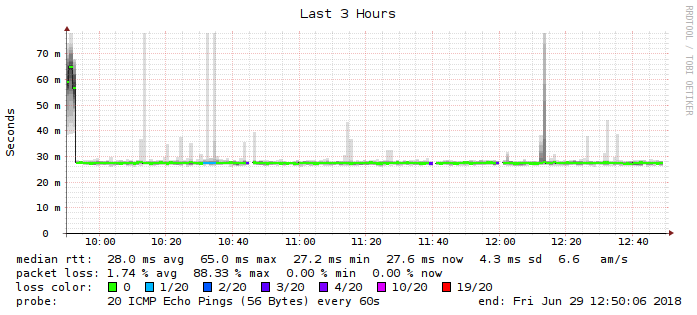 Last 3 Hours
RRDTOOL / TOBI OETIKER
Seconds
70 m
60 m
50 m
40 m
30 m
20 m
10 m
0
10:00 10:20 10:40 11:00 11:20 11:40 12:00 12:20 12:40
median rtt: 28.0 ms avg 65.0 ms max 27.2 ms min 27.6 ms now 4.3 ms sd 6.6 am/s
packet loss: 1.74 % avg 88.33 % max 0.00 % min 0.00 % now
loss color: 0 1/20 2/20 3/20 4/20 10/20 19/20
probe: 20 ICMP Echo Pings (56 Bytes) every 60s end: Fri Jun 29 12:50:06 2018